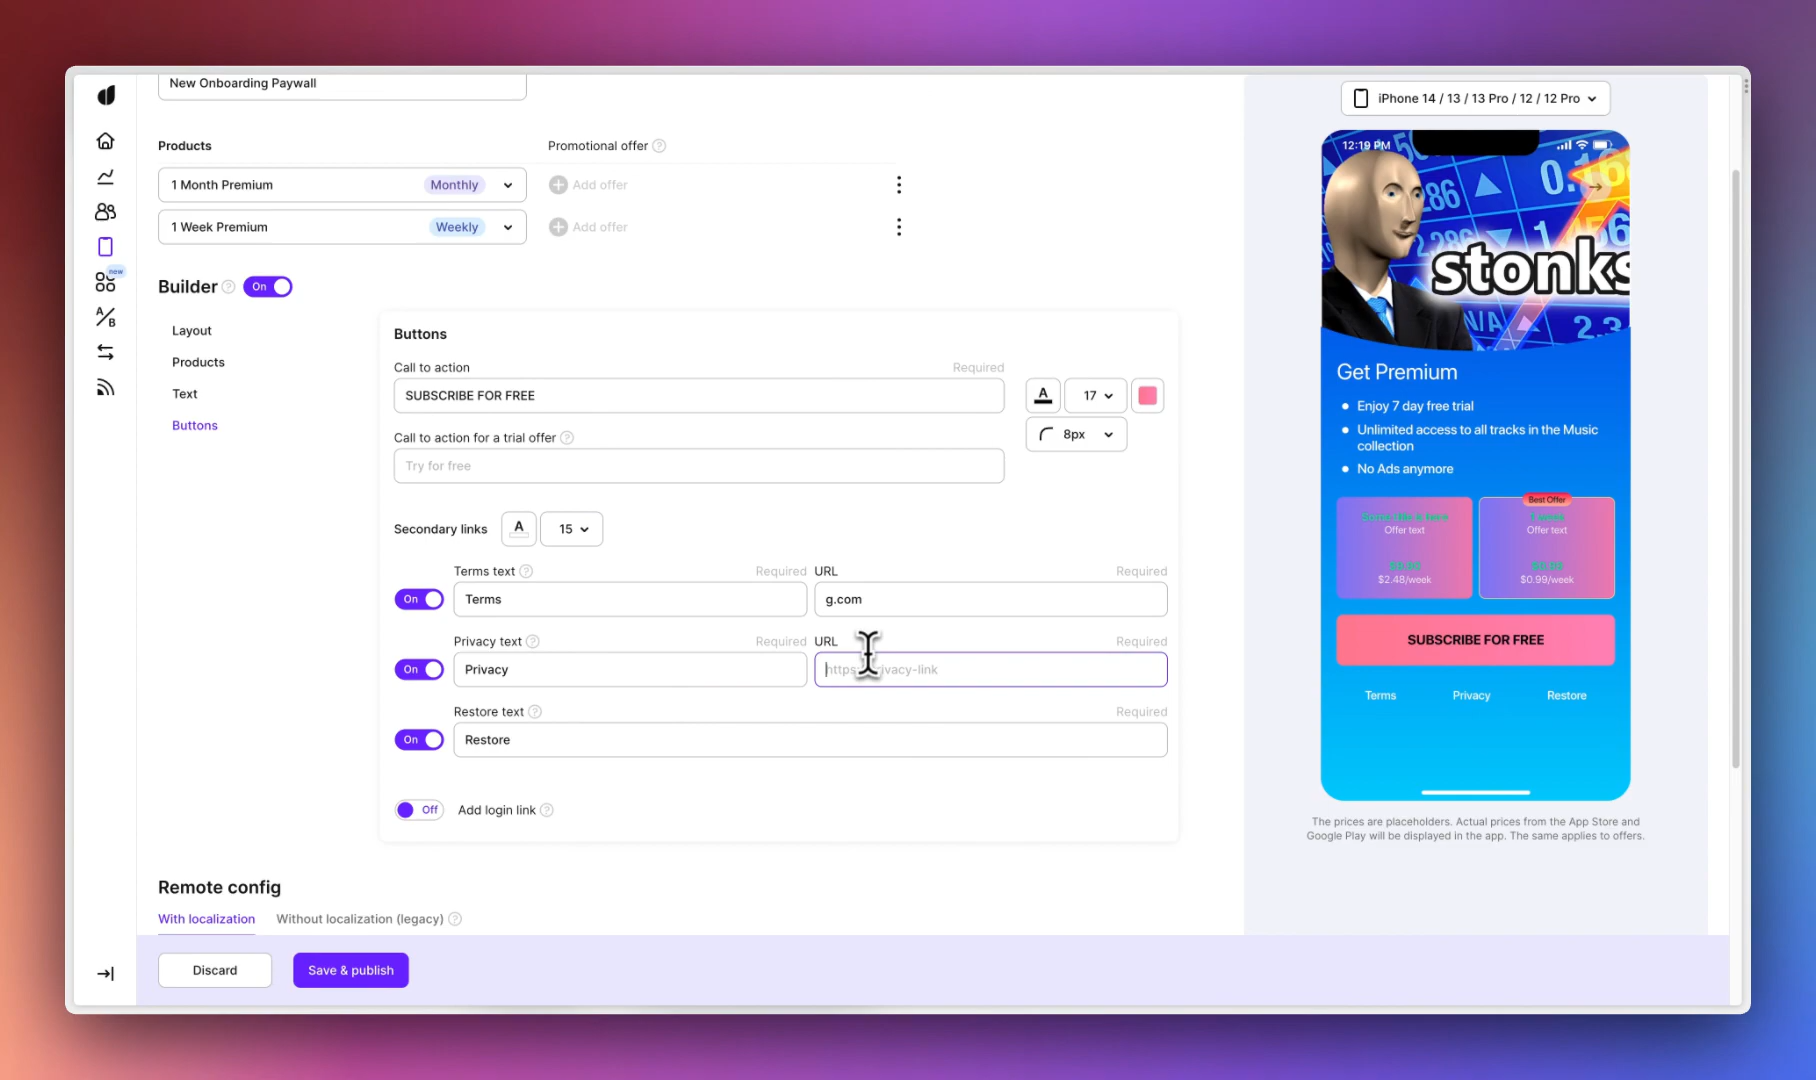 New Onboarding Paywall
Products
Promotional offer
1 Month Premium
Monthly
Add offer
1 Week Premium
Weekly
Add offer
new
A/B
Builder
On
Layout
Products
Text
Buttons
Buttons
Call to action
Required
SUBSCRIBE FOR FREE
A
17
8px
Call to action for a trial offer
Try for free
Secondary links
A
15
Terms text
Required
URL
Required
On
Terms
g.com
Privacy text
Required
URL
Required
On
Privacy
Restore text
Required
On
Restore
Off
Add login link
Remote config
With localization
Without localization (legacy)
Discard
Save & publish
iPhone 14 / 13 / 13 Pro / 12 / 12 Pro
12:19 PM
stonks
N/A
Get Premium
Enjoy 7 day free trial
Unlimited access to all tracks in the Music
collection
No Ads anymore
Best Offer
Offer text
Offer text
$2.48/week
$0.99/week
SUBSCRIBE FOR FREE
Terms
Privacy
Restore
The prices are placeholders. Actual prices from the App Store and
Google Play will be displayed in the app. The same applies to offers.